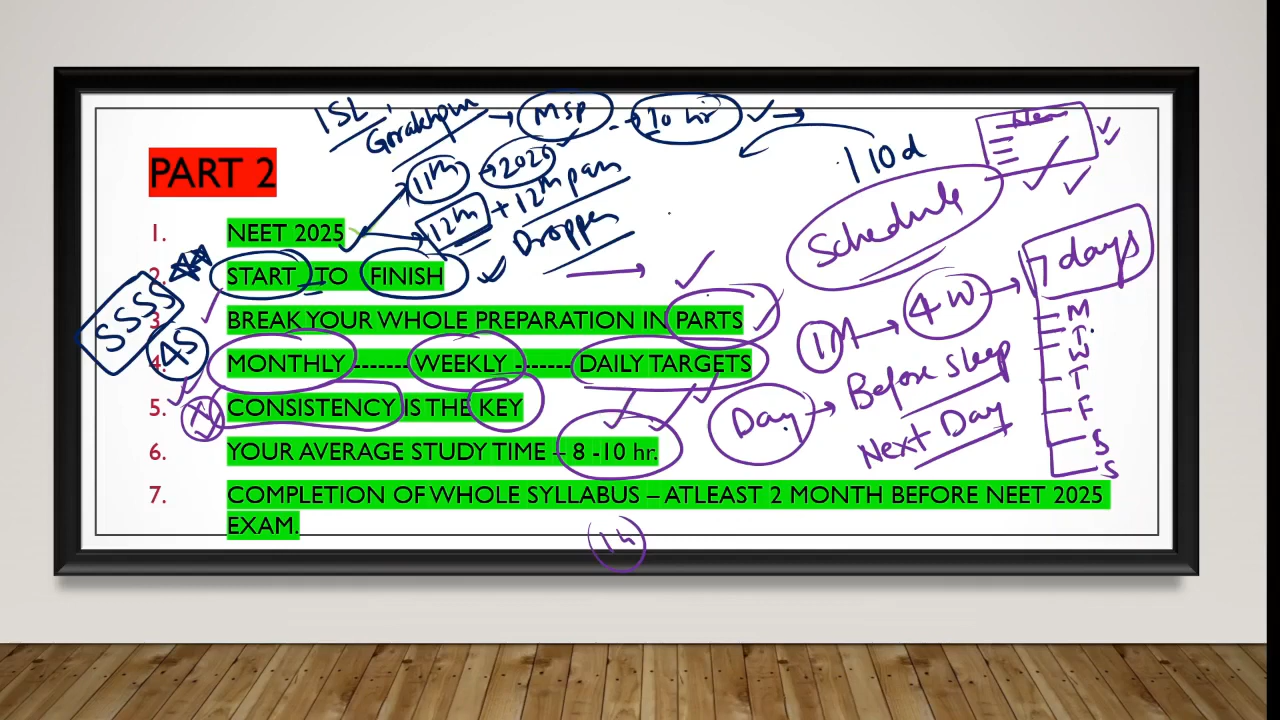 ISL, Gorakhpur → MSP → 10 hr
PART 2
11th → 2026
12th + 12th pass
Dropper
110d
Schedule
1. NEET 2025
2. START TO FINISH
3. BREAK YOUR WHOLE PREPARATION IN PARTS
4. MONTHLY------- WEEKLY -------DAILY TARGETS
5. CONSISTENCY IS THE KEY
6. YOUR AVERAGE STUDY TIME – 8 -10 hr.
7. COMPLETION OF WHOLE SYLLABUS – ATLEAST 2 MONTH BEFORE NEET 2025
EXAM.
SSSS
4S
1M → 4W → 7 days
M
T
W
T
F
S
S
Day → Before sleep
Next Day
1h